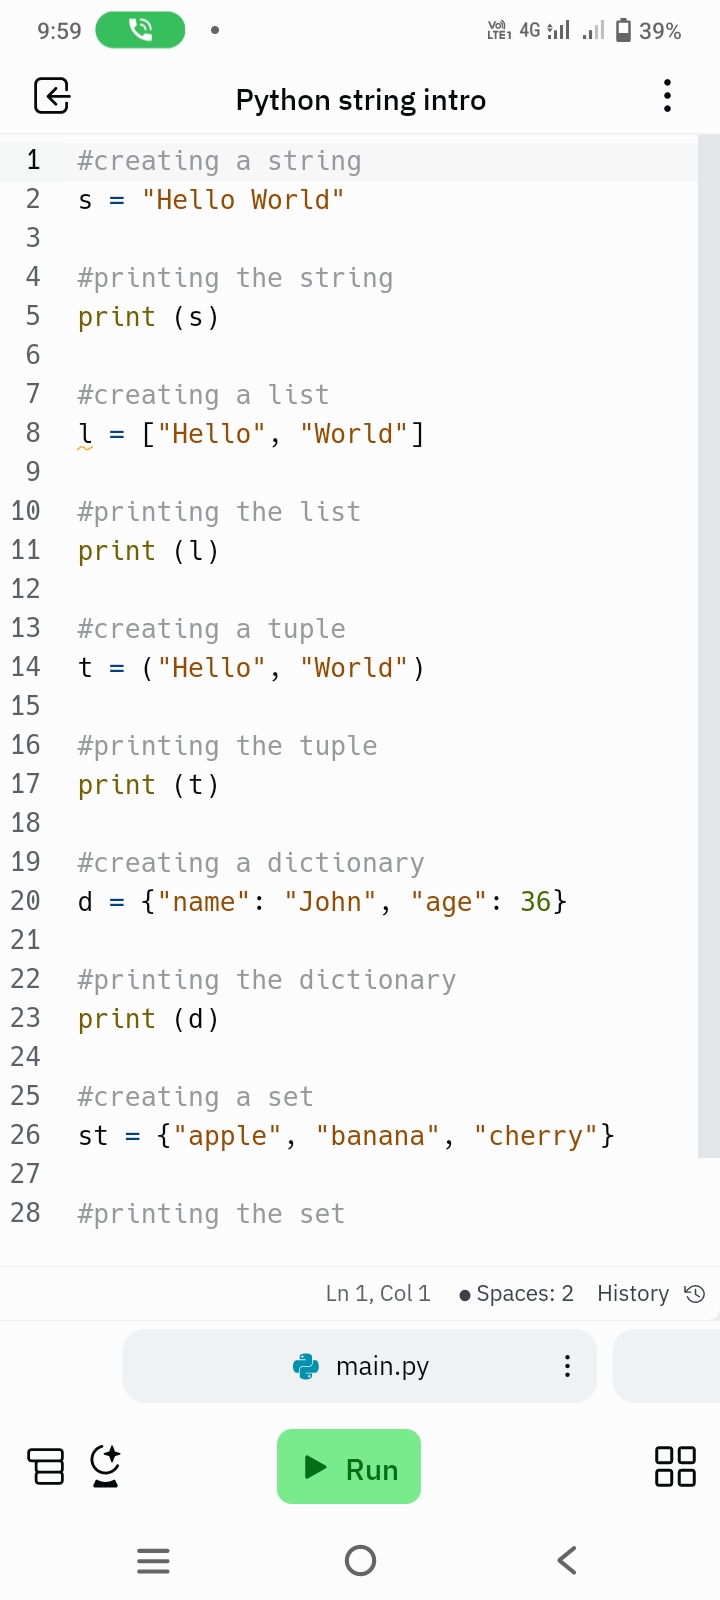 9:59 Vo) LTE1 4G 39%
Python string intro
1 #creating a string
2 s = "Hello World"
3
4 #printing the string
5 print (s)
6
7 #creating a list
8 l = ["Hello", "World"]
9
10 #printing the list
11 print (l)
12
13 #creating a tuple
14 t = ("Hello", "World")
15
16 #printing the tuple
17 print (t)
18
19 #creating a dictionary
20 d = {"name": "John", "age": 36}
21
22 #printing the dictionary
23 print (d)
24
25 #creating a set
26 st = {"apple", "banana", "cherry"}
27
28 #printing the set
Ln 1, Col 1 Spaces: 2 History
main.py
Run